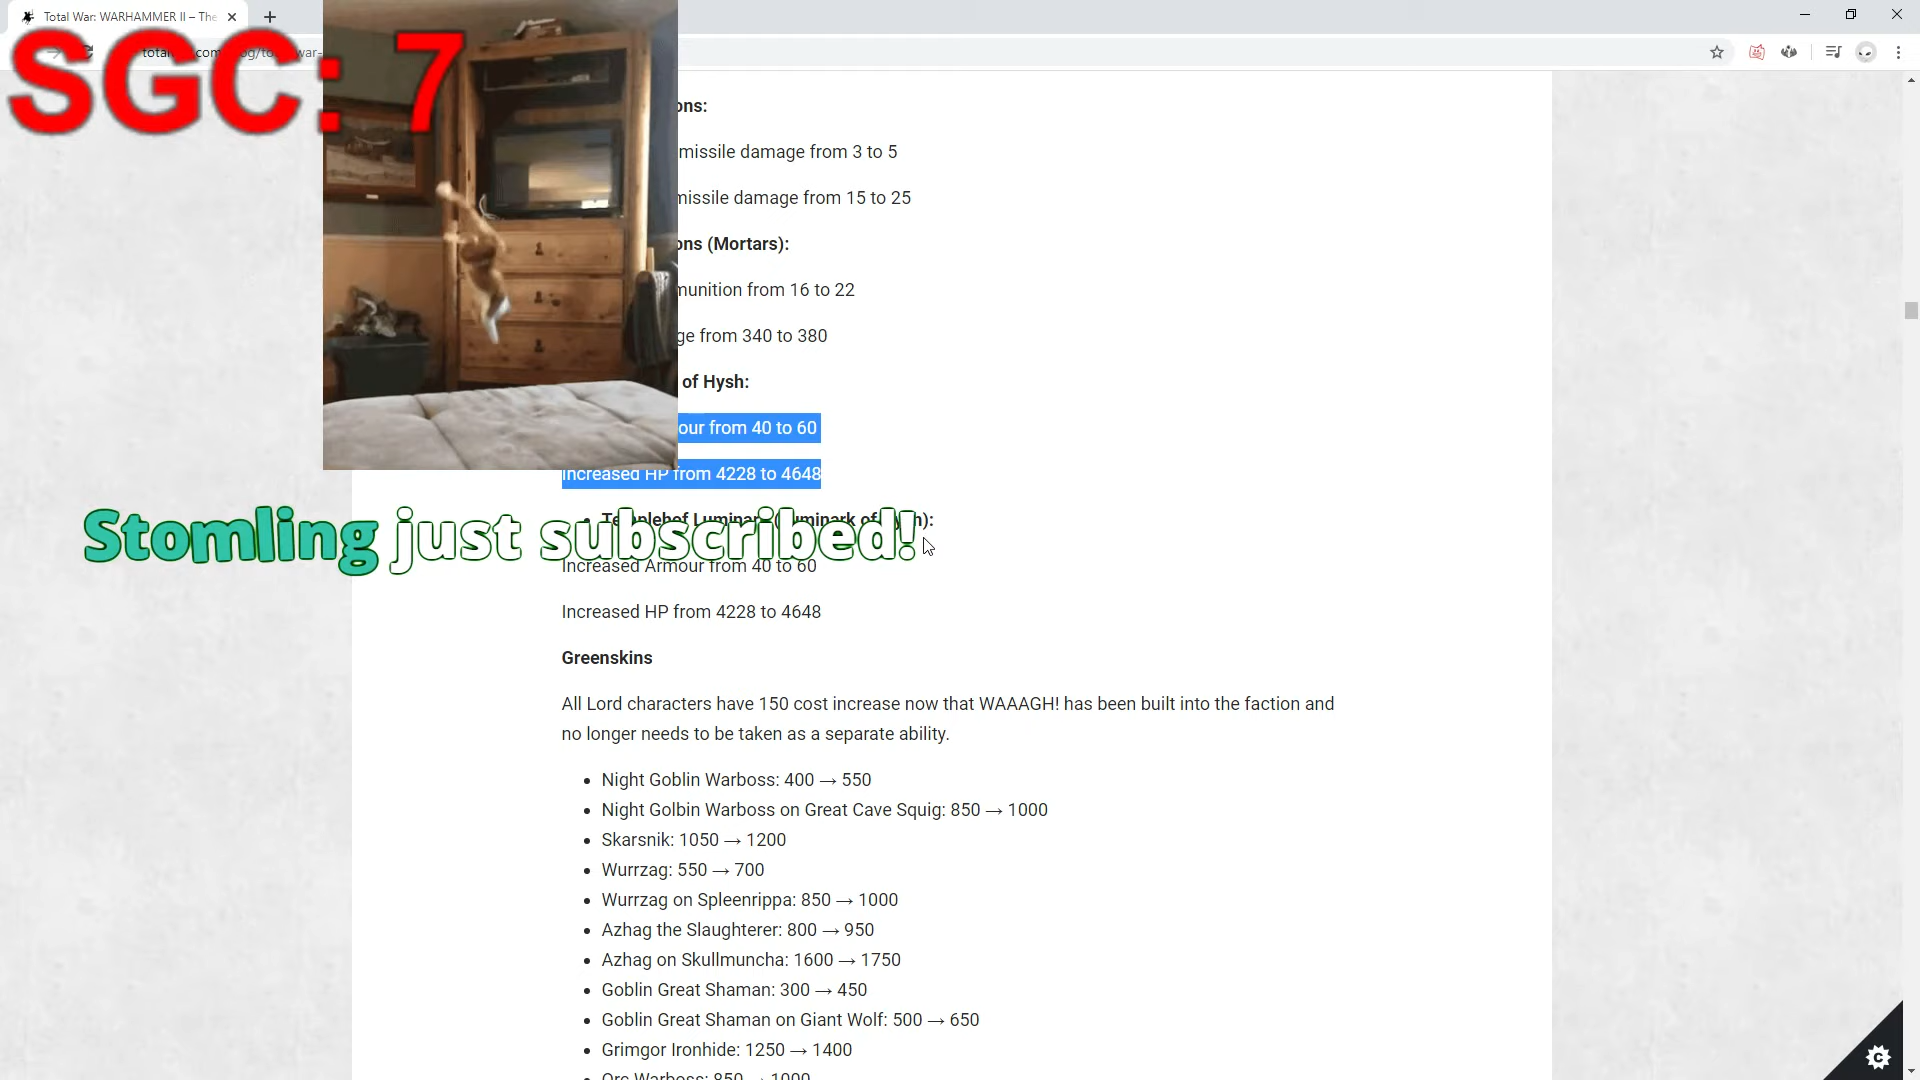 Total War: WARHAMMER II – The
SGC: 7
ons:
missile damage from 3 to 5
missile damage from 15 to 25
ons (Mortars):
munition from 16 to 22
ge from 340 to 380
of Hysh:
our from 40 to 60
Increased HP from 4228 to 4648
Stomling just subscribed!
Increased Armour from 40 to 60
Increased HP from 4228 to 4648
Greenskins
All Lord characters have 150 cost increase now that WAAAGH! has been built into the faction and
no longer needs to be taken as a separate ability.
• Night Goblin Warboss: 400 → 550
• Night Golbin Warboss on Great Cave Squig: 850 → 1000
• Skarsnik: 1050 → 1200
• Wurrzag: 550 → 700
• Wurrzag on Spleenrippa: 850 → 1000
• Azhag the Slaughterer: 800 → 950
• Azhag on Skullmuncha: 1600 → 1750
• Goblin Great Shaman: 300 → 450
• Goblin Great Shaman on Giant Wolf: 500 → 650
• Grimgor Ironhide: 1250 → 1400
• Orc Warboss: 850 → 1000